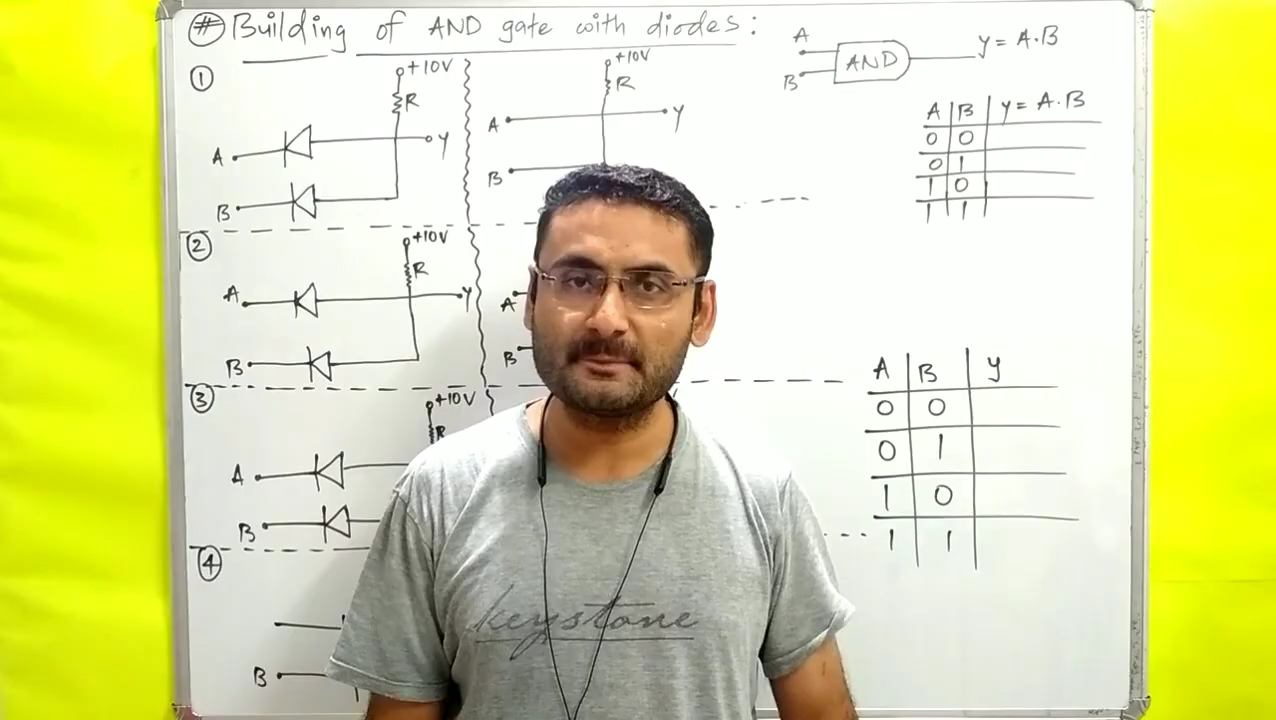 # Building of AND gate with diodes:
A
B
AND
y = A.B
1
+10V
R
A
Y
B
+10V
R
A
Y
B
A B y = A.B
0 0
0 1
1 0
1 1
2
+10V
R
A
Y
B
A
B
3
+10V
R
A
B
A B y
0 0
0 1
1 0
1 1
4
B
keystone